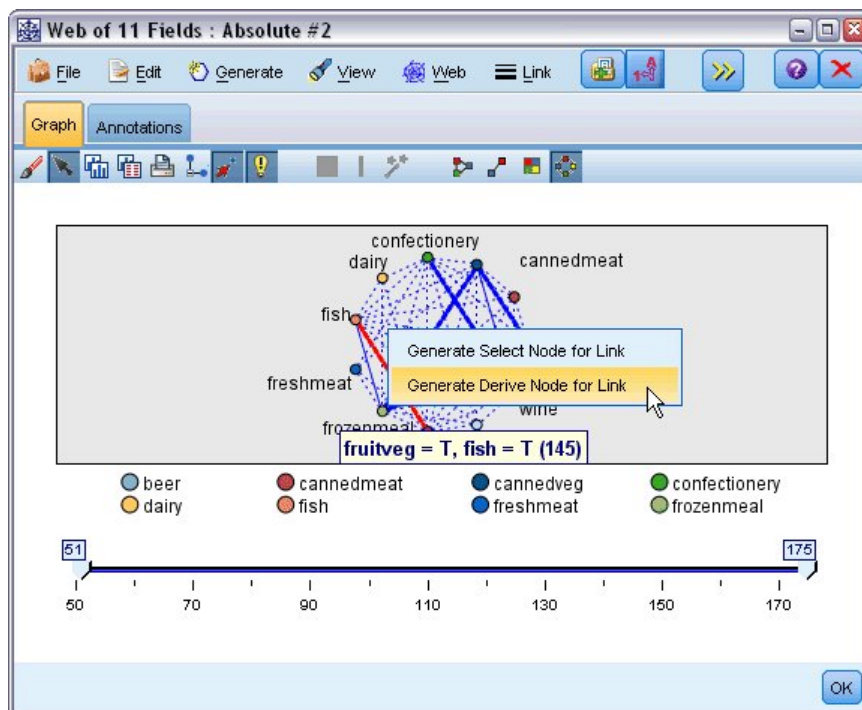 Web of 11 Fields : Absolute #2
File Edit Generate View Web Link
Graph Annotations
confectionery
dairy cannedmeat
fish
Generate Select Node for Link
freshmeat Generate Derive Node for Link
wine
frozenmeal
fruitveg = T, fish = T (145)
beer cannedmeat cannedveg confectionery
dairy fish freshmeat frozenmeal
51 175
50 70 90 110 130 150 170
OK